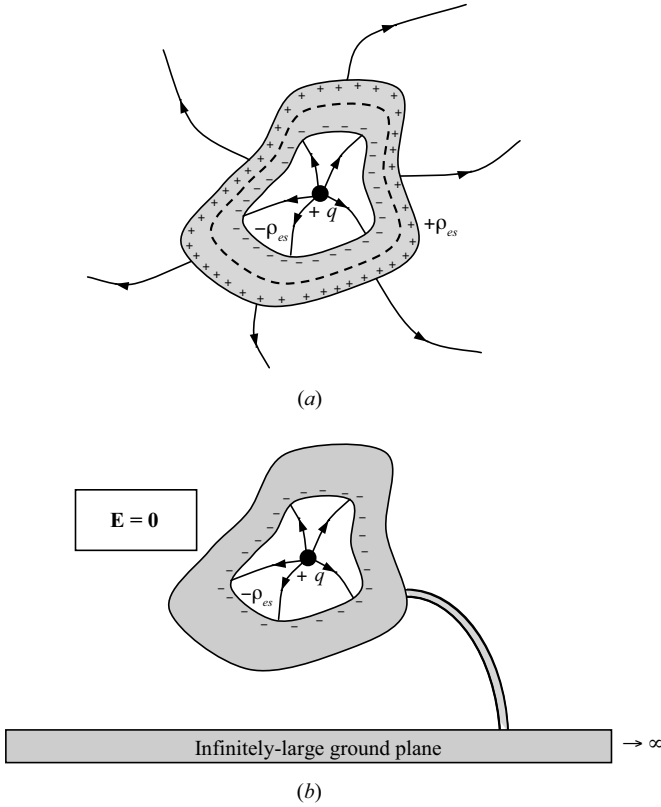 + q
−ρes
+ρes
(a)
E = 0
+ q
−ρes
Infinitely-large ground plane
→ ∞
(b)